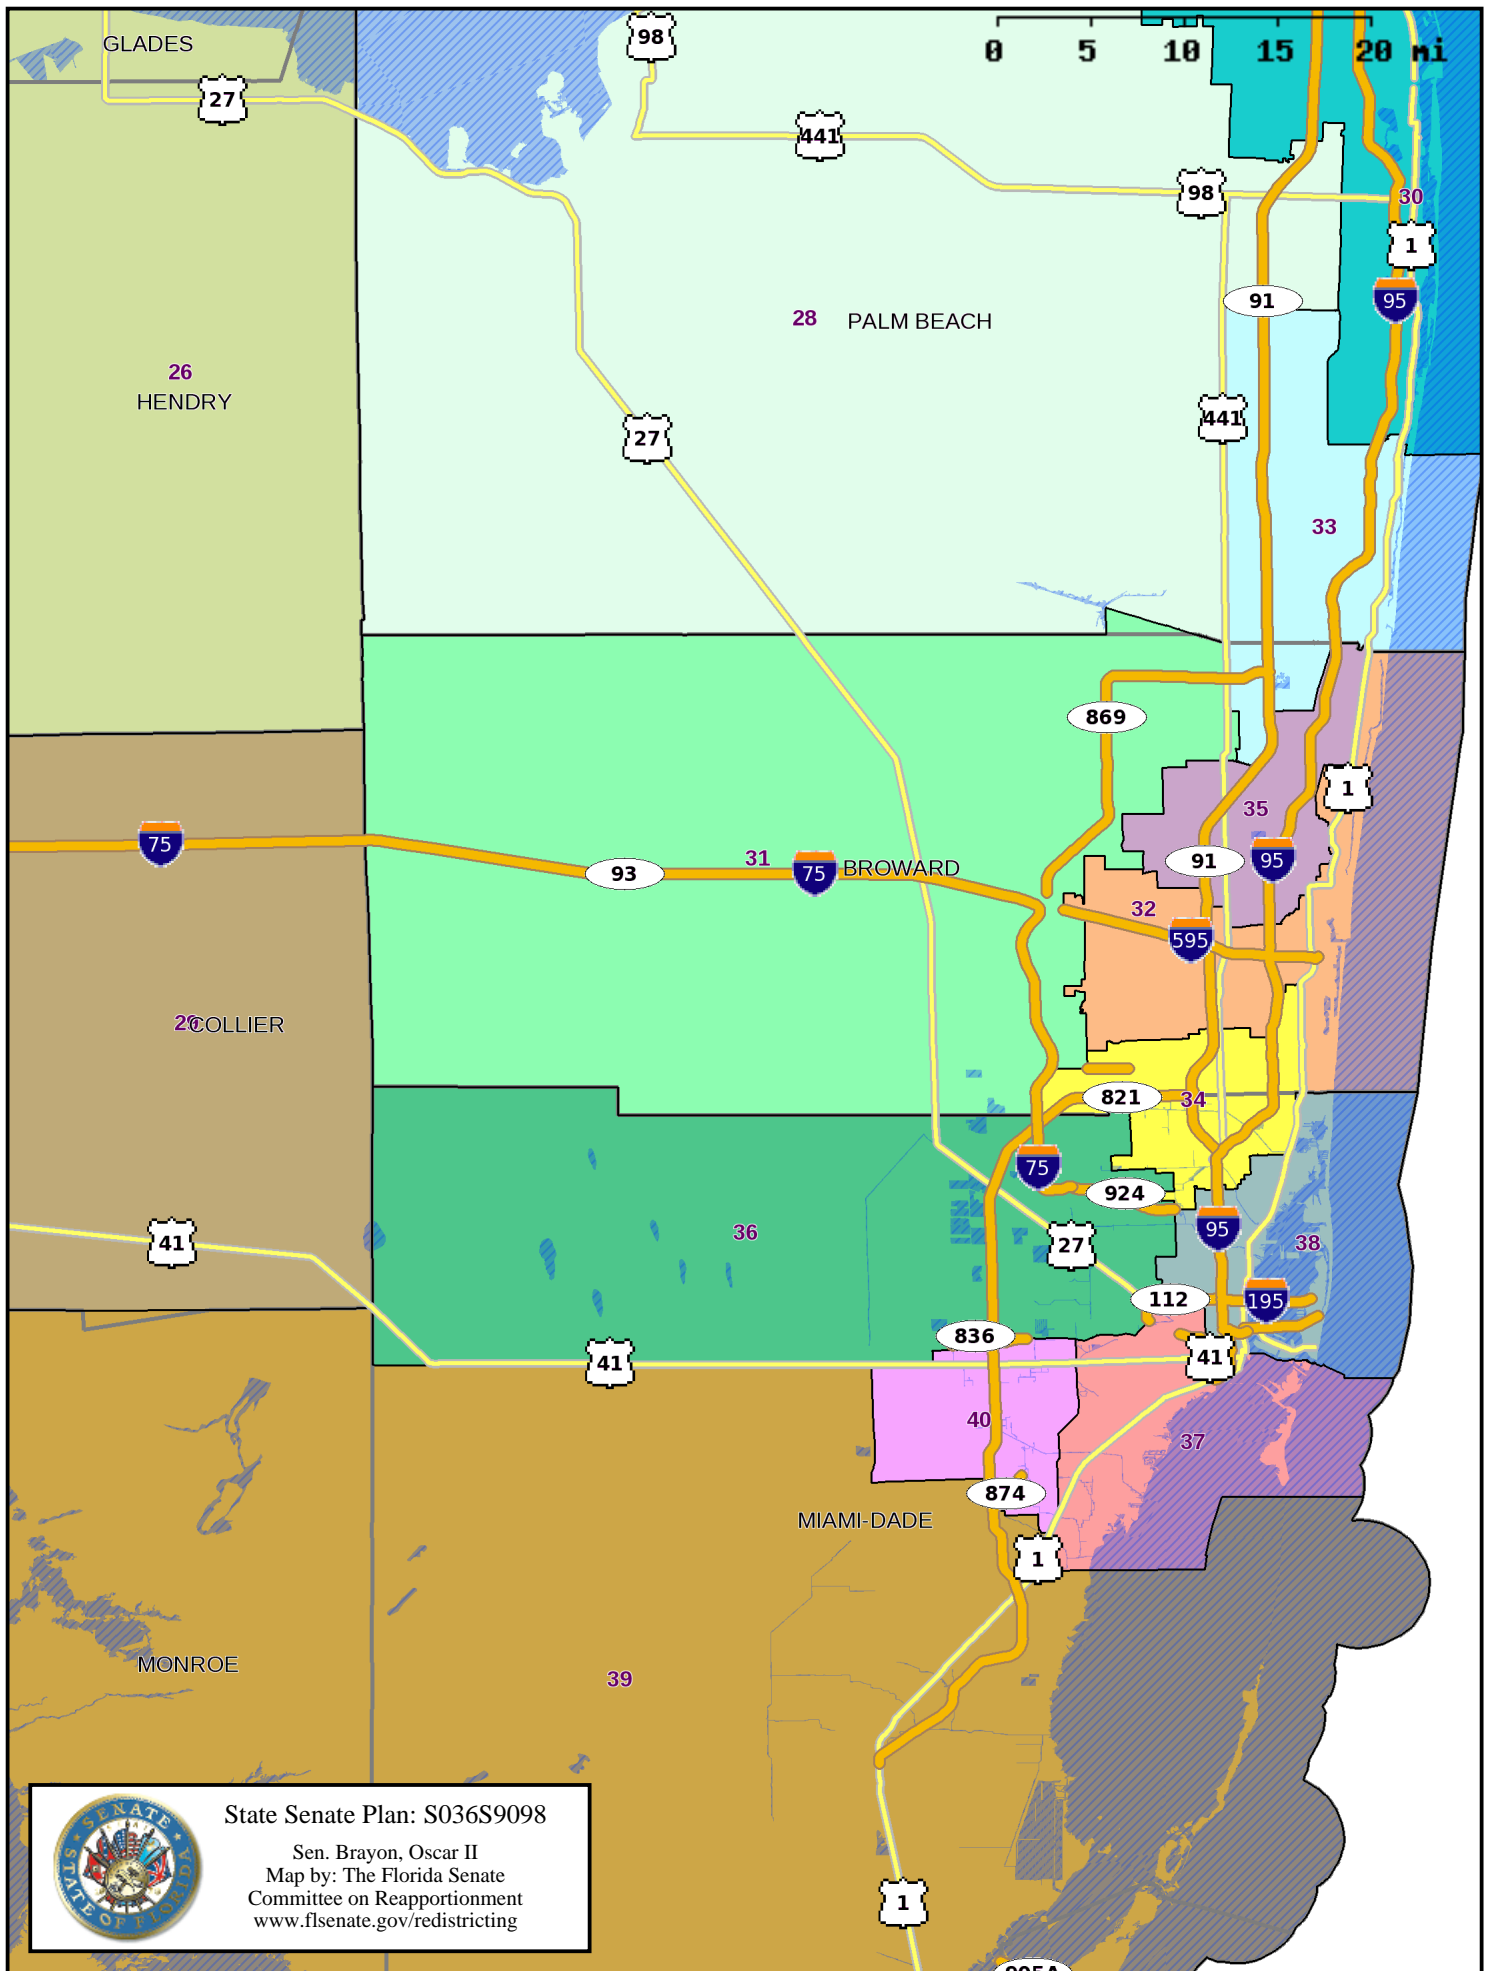 GLADES
98
0 5 10 15 20 mi
27
441
98
30
1
91
95
28 PALM BEACH
26
HENDRY
441
27
33
869
1
35
31
BROWARD
75
93
75
91
95
32
595
COLLIER
821
34
75
924
95
36
41
27
38
112
195
836
41
41
40
37
874
MIAMI-DADE
1
MONROE
39
State Senate Plan: S036S9098
Sen. Brayon, Oscar II
Map by: The Florida Senate
Committee on Reapportionment
www.flsenate.gov/redistricting
SENATE
STATE OF FLORIDA
1